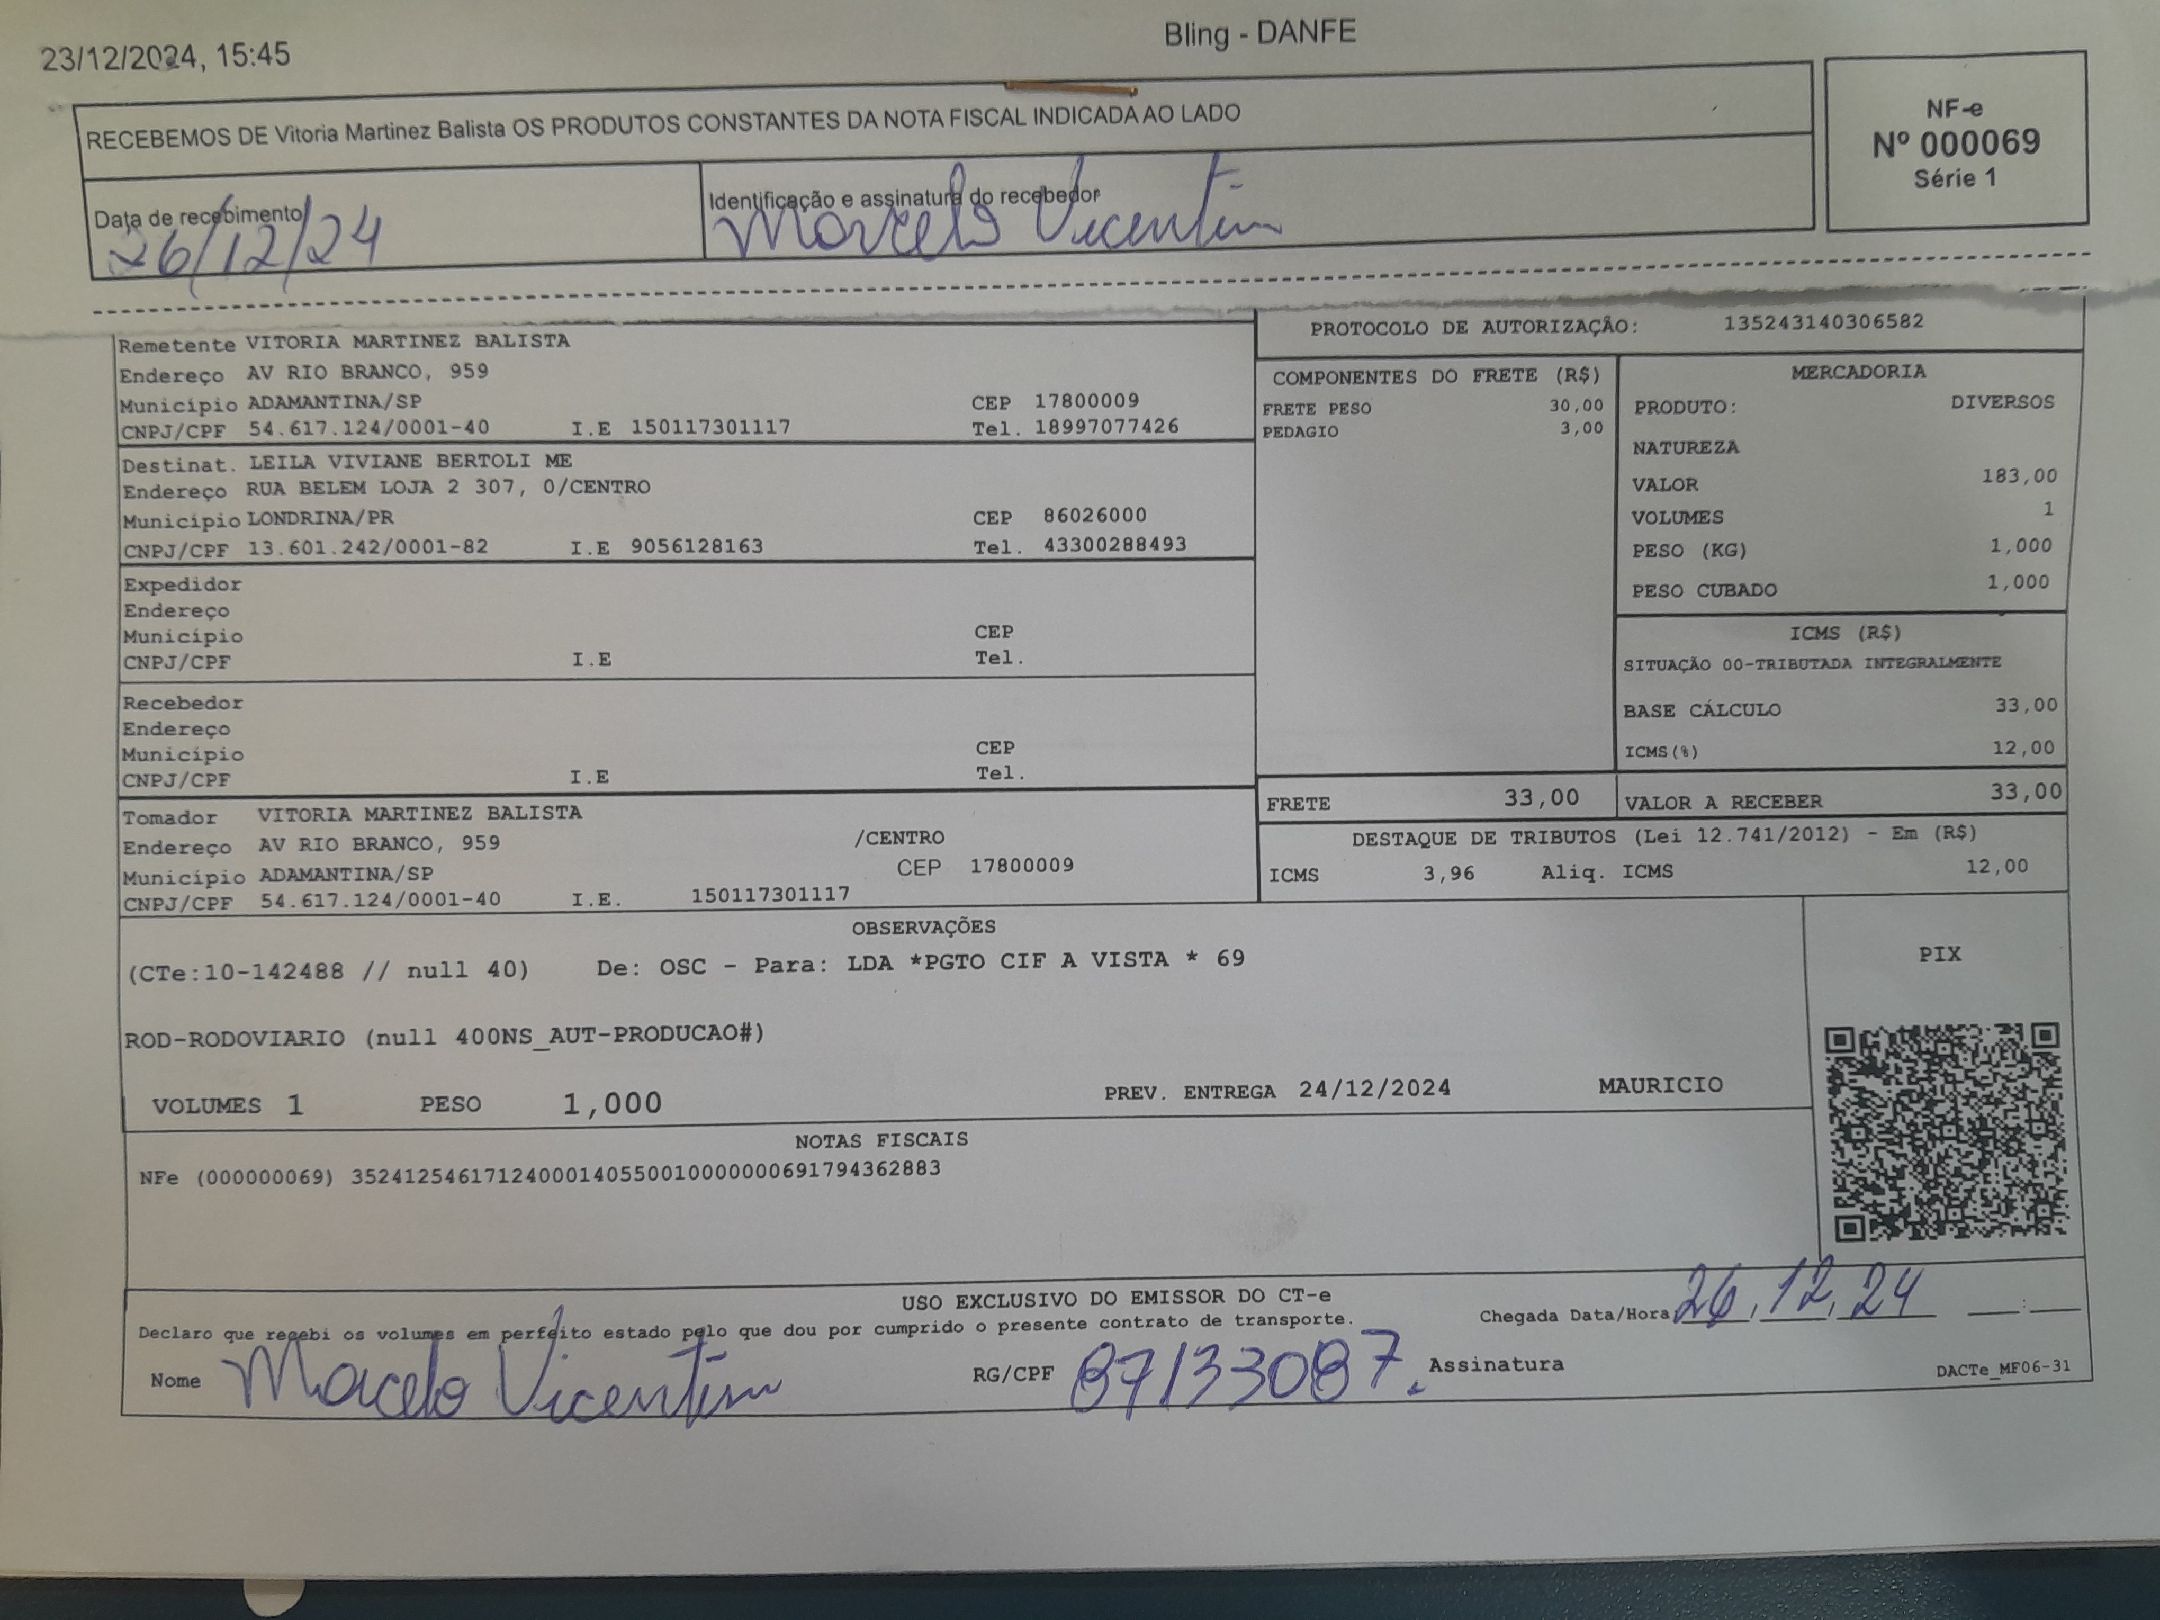 23/12/2024, 15:45
Bling - DANFE
RECEBEMOS DE Vitoria Martinez Balista OS PRODUTOS CONSTANTES DA NOTA FISCAL INDICADA AO LADO
NF-e
Nº 000069
Série 1
Data de recebimento
26/12/24
Identificação e assinatura do recebedor
Marcelo Vicentin
Remetente VITORIA MARTINEZ BALISTA
Endereço AV RIO BRANCO, 959
Município ADAMANTINA/SP CEP 17800009
CNPJ/CPF 54.617.124/0001-40 I.E 150117301117 Tel. 18997077426
Destinat. LEILA VIVIANE BERTOLI ME
Endereço RUA BELEM LOJA 2 307, 0/CENTRO
Município LONDRINA/PR CEP 86026000
CNPJ/CPF 13.601.242/0001-82 I.E 9056128163 Tel. 43300288493
Expedidor
Endereço
Município CEP
CNPJ/CPF I.E Tel.
Recebedor
Endereço
Município CEP
CNPJ/CPF I.E Tel.
Tomador VITORIA MARTINEZ BALISTA
Endereço AV RIO BRANCO, 959 /CENTRO
Município ADAMANTINA/SP CEP 17800009
CNPJ/CPF 54.617.124/0001-40 I.E. 150117301117
PROTOCOLO DE AUTORIZAÇÃO: 135243140306582
COMPONENTES DO FRETE (R$)
FRETE PESO 30,00
PEDAGIO 3,00
MERCADORIA
PRODUTO: DIVERSOS
NATUREZA
VALOR 183,00
VOLUMES 1
PESO (KG) 1,000
PESO CUBADO 1,000
ICMS (R$)
SITUAÇÃO 00-TRIBUTADA INTEGRALMENTE
BASE CÁLCULO 33,00
ICMS(%) 12,00
FRETE 33,00
VALOR A RECEBER 33,00
DESTAQUE DE TRIBUTOS (Lei 12.741/2012) - Em (R$)
ICMS 3,96 Aliq. ICMS 12,00
OBSERVAÇÕES
(CTe:10-142488 // null 40) De: OSC - Para: LDA *PGTO CIF A VISTA * 69
ROD-RODOVIARIO (null 400NS_AUT-PRODUCAO#)
VOLUMES 1 PESO 1,000 PREV. ENTREGA 24/12/2024 MAURICIO
PIX
NOTAS FISCAIS
NFe (000000069) 35241254617124000140550010000000691794362883
USO EXCLUSIVO DO EMISSOR DO CT-e
Declaro que recebi os volumes em perfeito estado pelo que dou por cumprido o presente contrato de transporte.
Chegada Data/Hora 26,12,24 __:__
Nome Marcelo Vicentim RG/CPF 87133087. Assinatura
DACTe_MF06-31